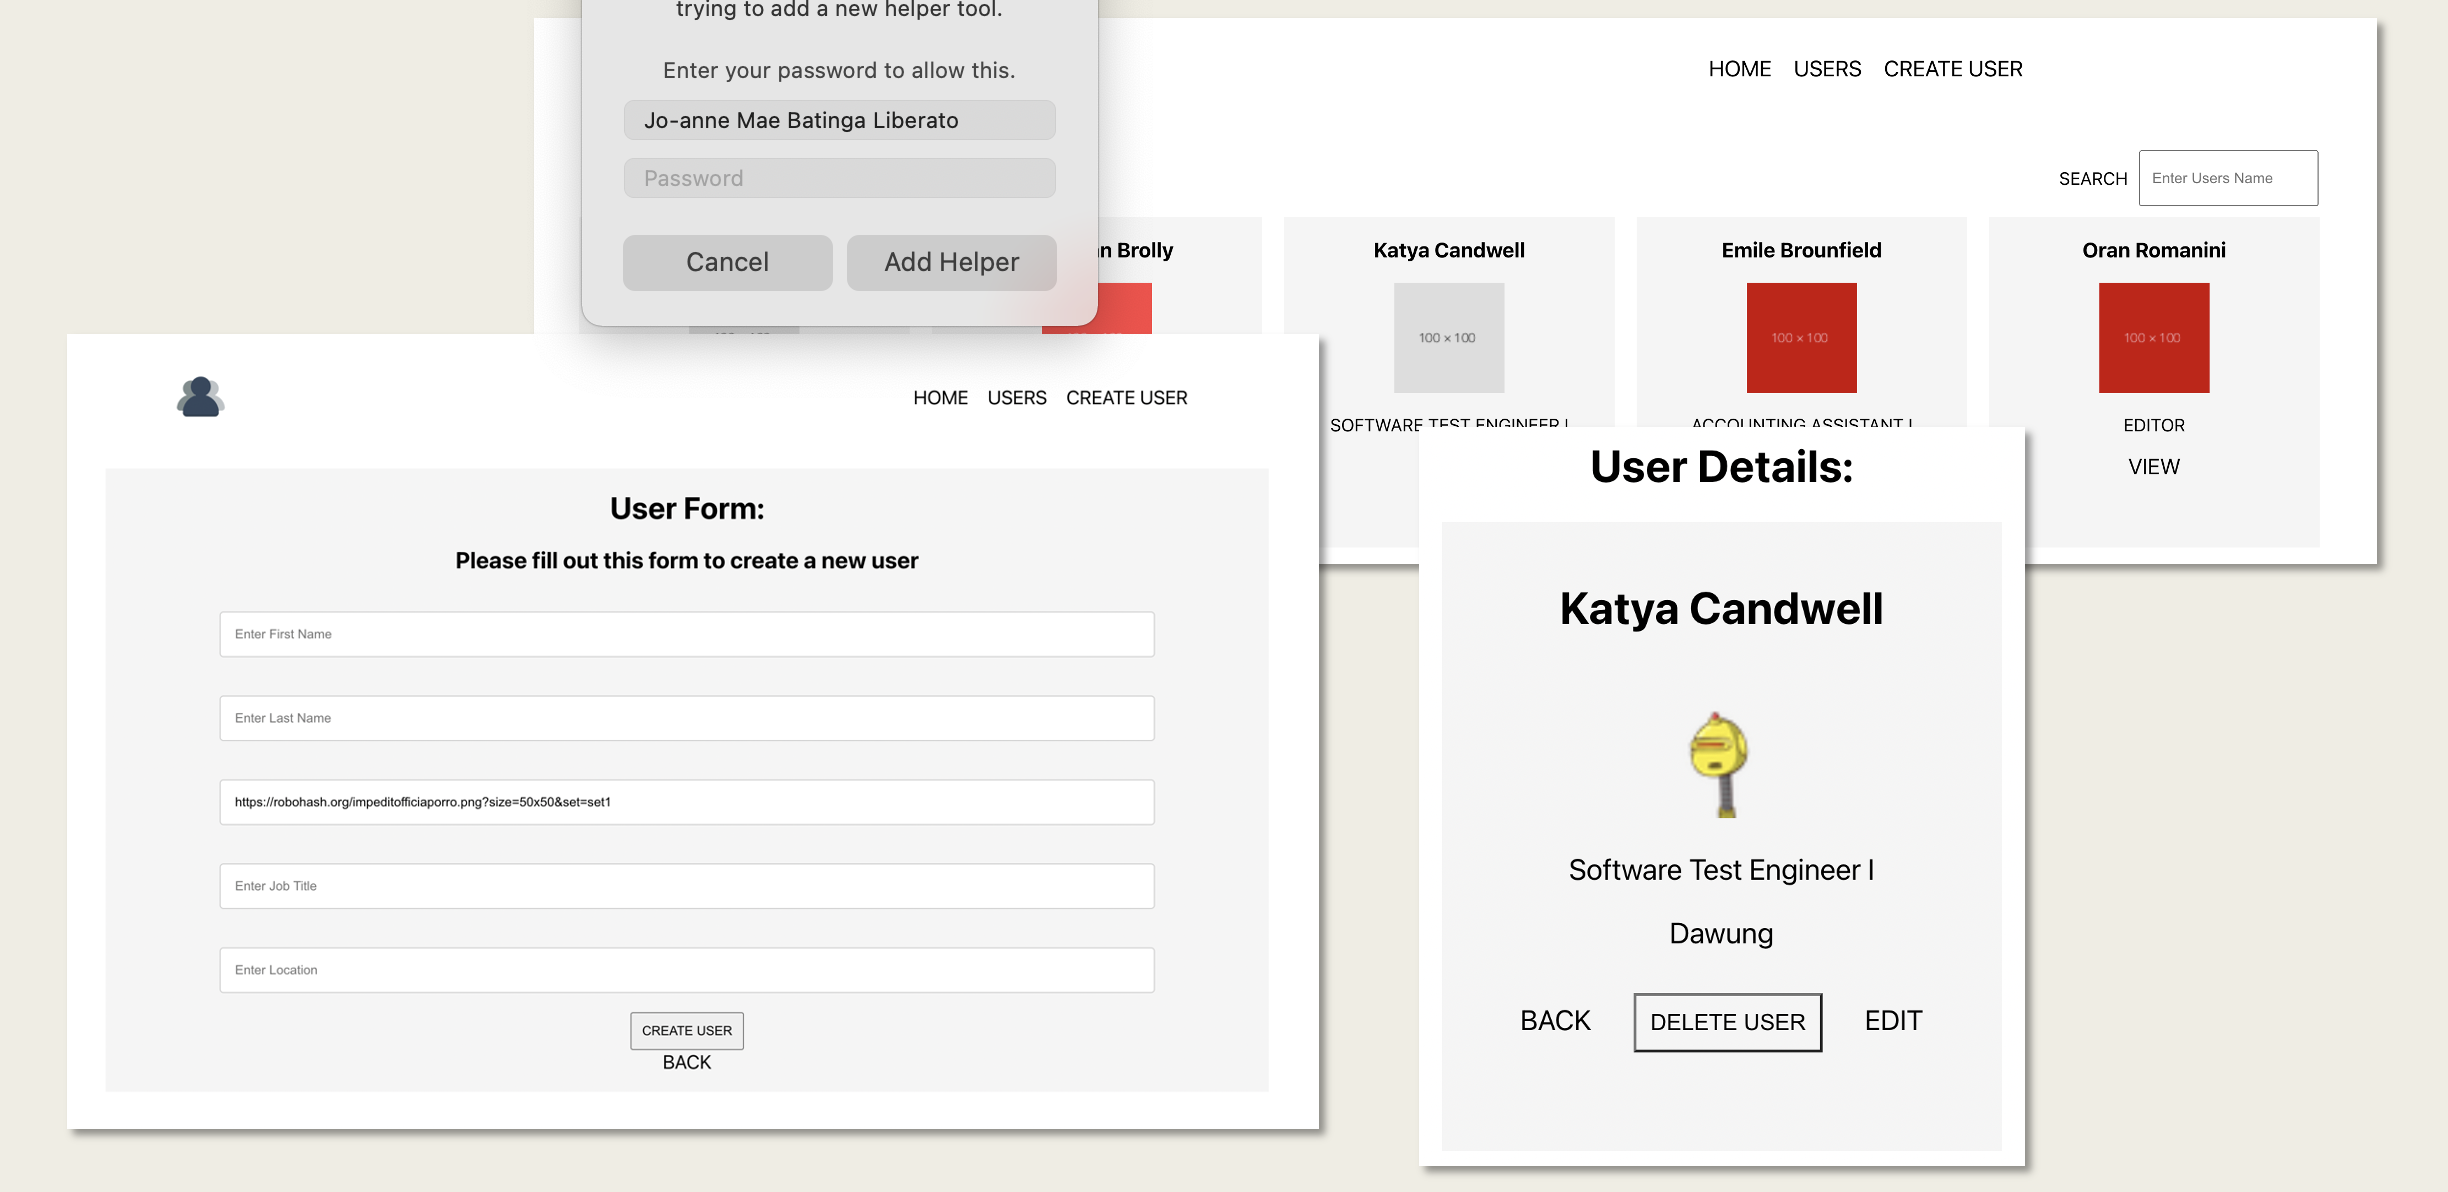 trying to add a new helper tool.
Enter your password to allow this.
Jo-anne Mae Batinga Liberato
Password
Cancel Add Helper
HOME USERS CREATE USER
SEARCH Enter Users Name
Brolly
Katya Candwell
100 × 100
SOFTWARE TEST ENGINEER I
Emile Brounfield
100 × 100
ACCOUNTING ASSISTANT I
Oran Romanini
100 × 100
EDITOR
VIEW
HOME USERS CREATE USER
User Form:
Please fill out this form to create a new user
Enter First Name
Enter Last Name
https://robohash.org/impeditofficiaporro.png?size=50x50&set=set1
Enter Job Title
Enter Location
CREATE USER
BACK
User Details:
Katya Candwell
Software Test Engineer I
Dawung
BACK DELETE USER EDIT